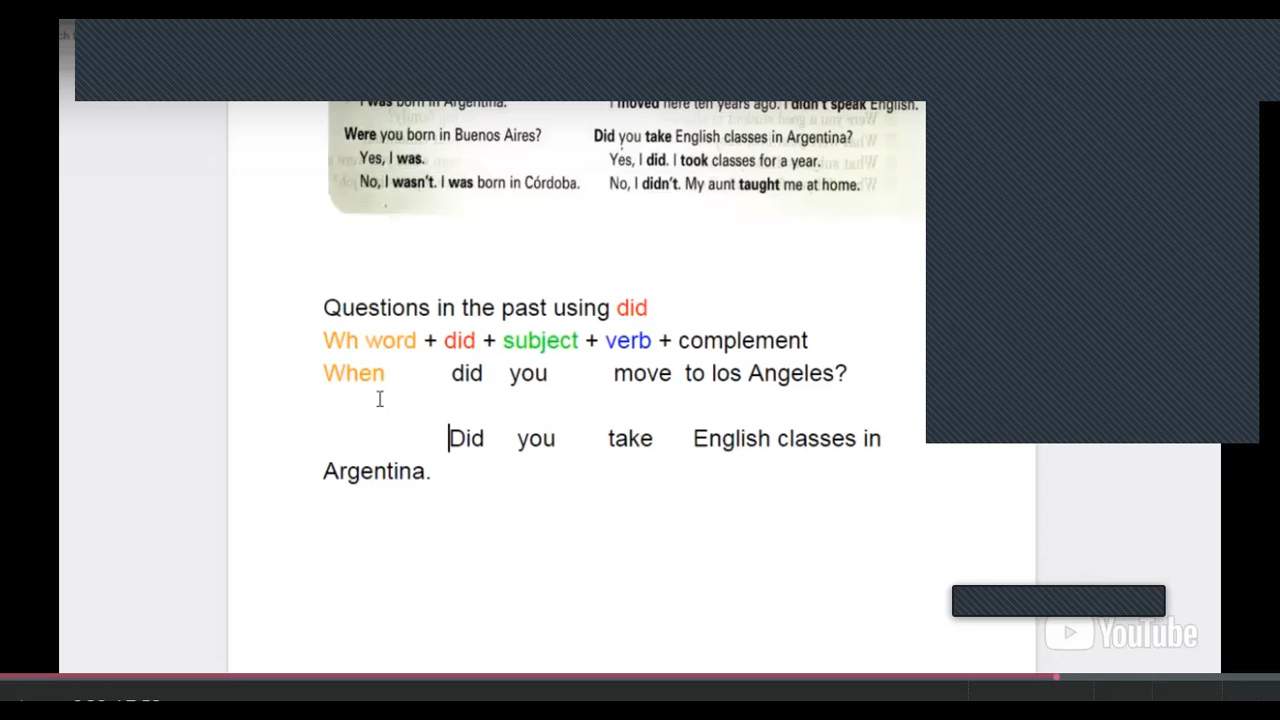 I was born in Argentina.
I moved here ten years ago. I didn't speak English.
Were you born in Buenos Aires?
Yes, I was.
No, I wasn't. I was born in Córdoba.
Did you take English classes in Argentina?
Yes, I did. I took classes for a year.
No, I didn't. My aunt taught me at home.
Questions in the past using did
Wh word + did + subject + verb + complement
When did you move to los Angeles?
Did you take English classes in
Argentina.
YouTube